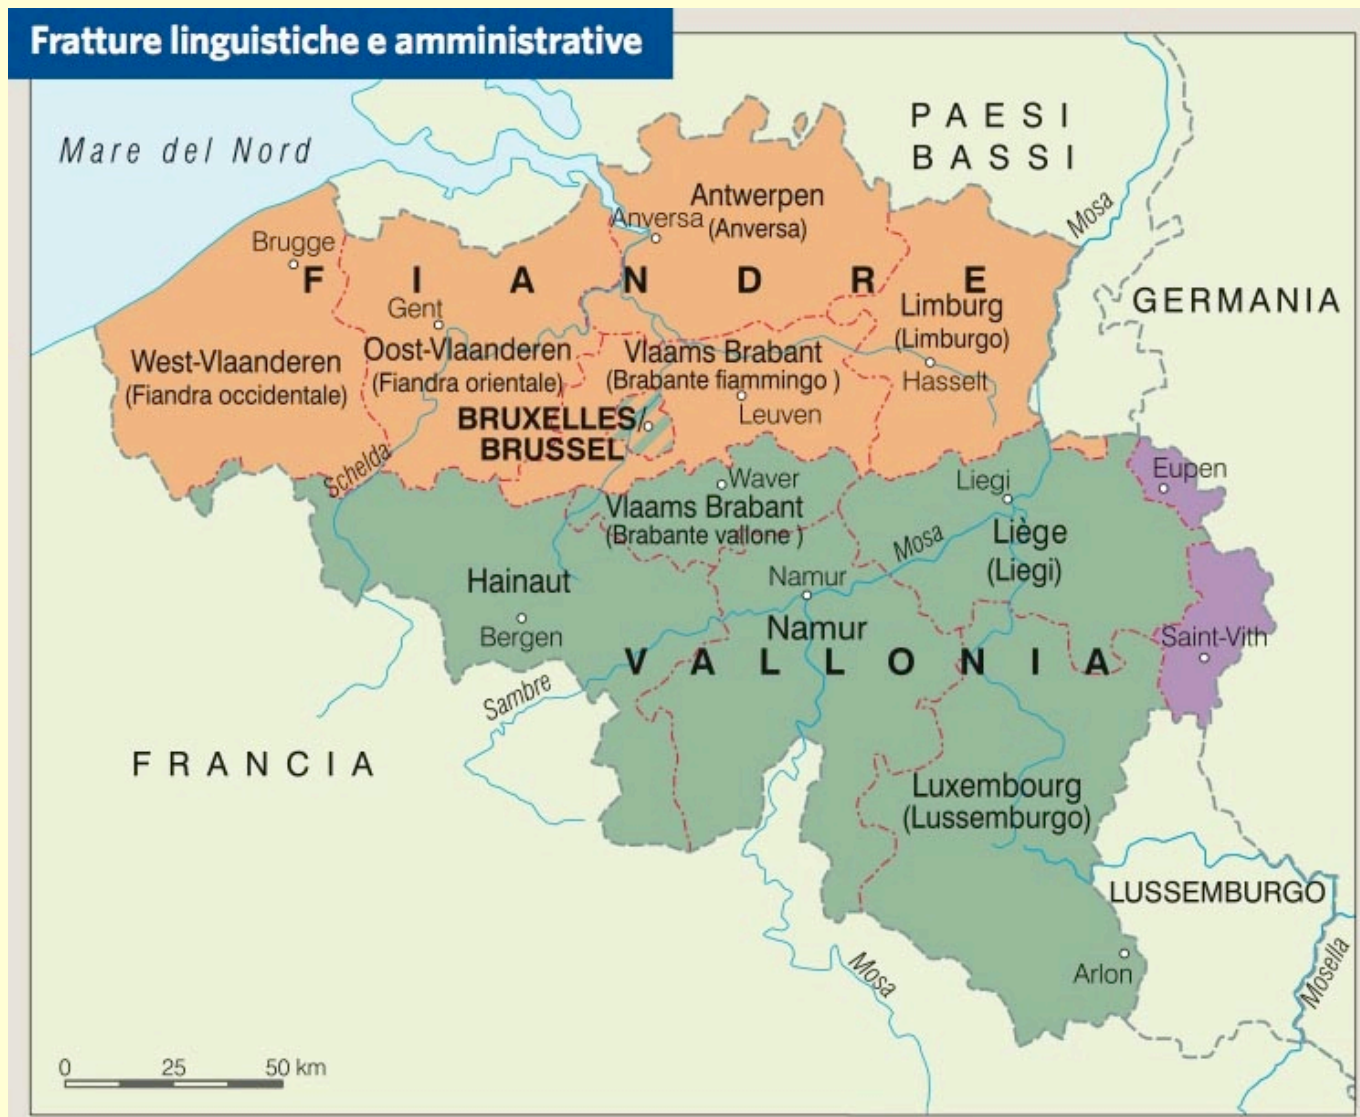 Fratture linguistiche e amministrative
Mare del Nord
PAESI
BASSI
Mosa
Antwerpen
(Anversa)
Anversa
Brugge
FIANDRE
GERMANIA
Gent
Limburg
(Limburgo)
West-Vlaanderen
(Fiandra occidentale)
Oost-Vlaanderen
(Fiandra orientale)
Vlaams Brabant
(Brabante fiammingo )
Hasselt
BRUXELLES/
BRUSSEL
Leuven
Schelda
Waver
Liegi
Eupen
Vlaams Brabant
(Brabante vallone )
Mosa
Liège
(Liegi)
Hainaut
Namur
Bergen
Namur
Saint-Vith
VALLONIA
Sambre
FRANCIA
Luxembourg
(Lussemburgo)
LUSSEMBURGO
Mosa
Arlon
Mosella
0 25 50 km